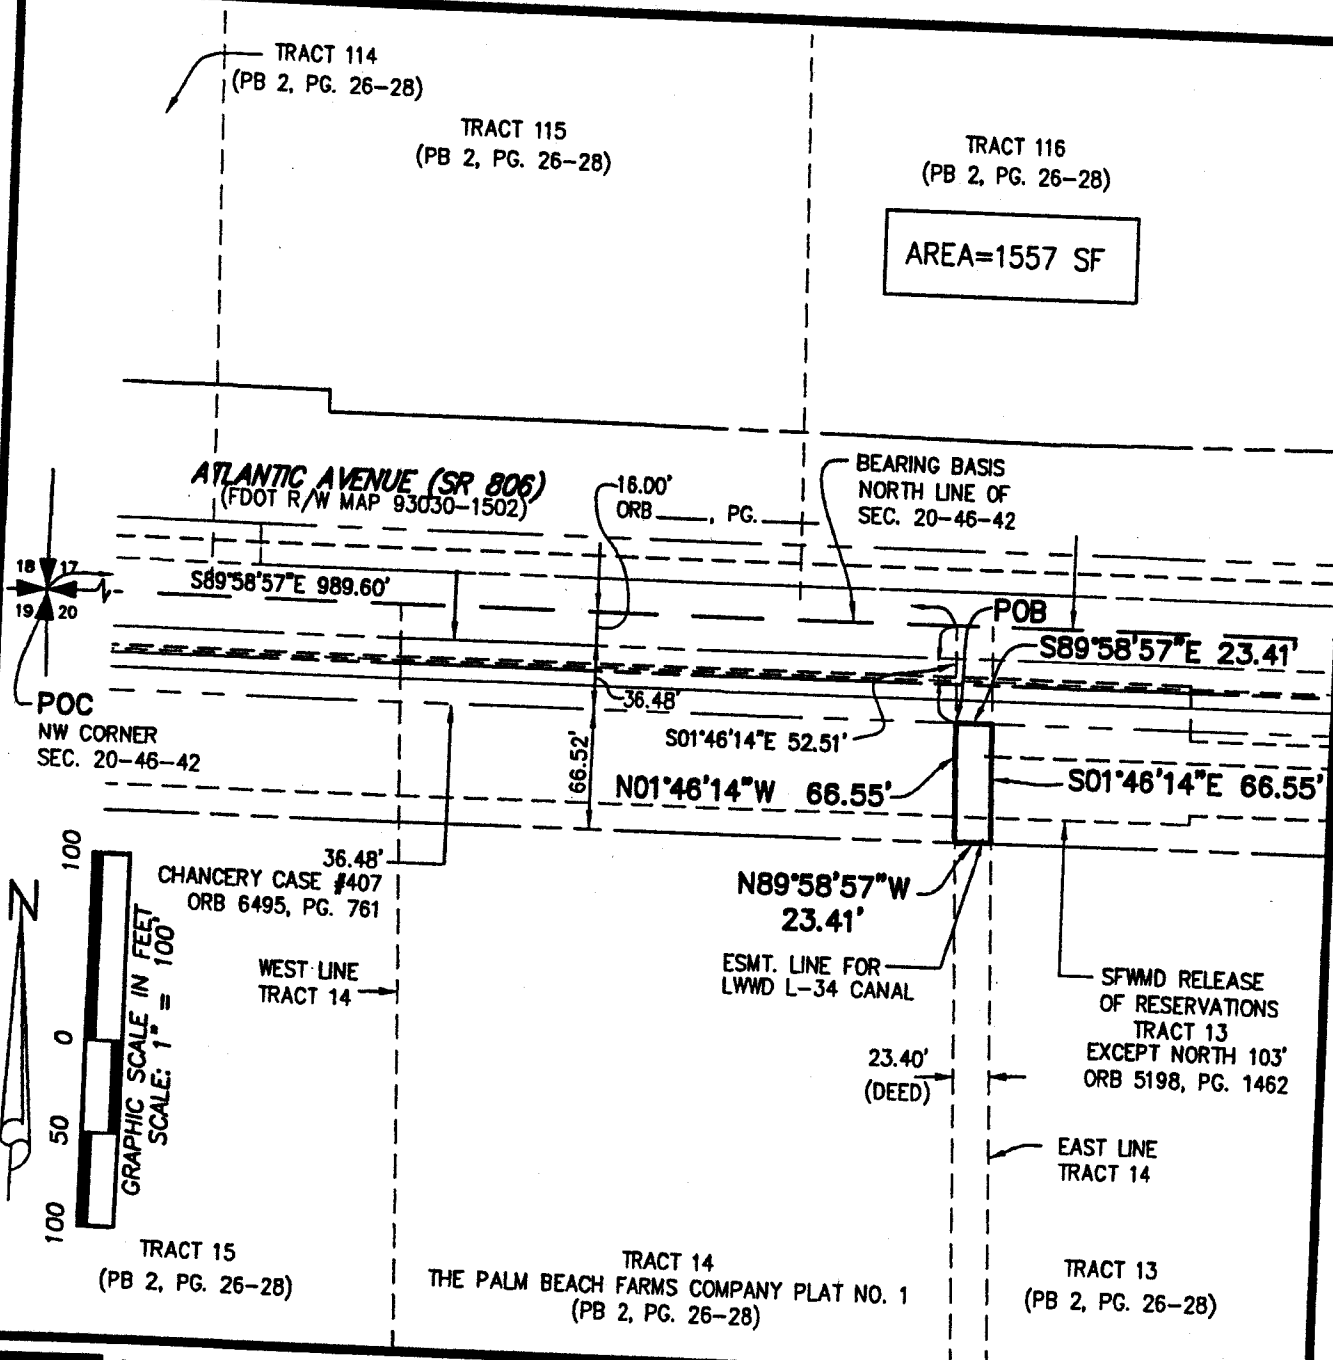 TRACT 114
(PB 2, PG. 26-28)
TRACT 115
(PB 2, PG. 26-28)
TRACT 116
(PB 2, PG. 26-28)
AREA=1557 SF
ATLANTIC AVENUE (SR 806)
(FDOT R/W MAP 93030-1502)
16.00'
ORB____, PG.____
BEARING BASIS
NORTH LINE OF
SEC. 20-46-42
18 17
19 20
S89°58'57"E 989.60'
POB
S89°58'57"E 23.41'
POC
NW CORNER
SEC. 20-46-42
36.48'
S01°46'14"E 52.51'
66.52'
N01°46'14"W 66.55'
S01°46'14"E 66.55'
36.48'
CHANCERY CASE #407
ORB 6495, PG. 761
N89°58'57"W
23.41'
WEST LINE
TRACT 14
ESMT. LINE FOR
LWWD L-34 CANAL
SFWMD RELEASE
OF RESERVATIONS
TRACT 13
EXCEPT NORTH 103'
ORB 5198, PG. 1462
23.40'
(DEED)
EAST LINE
TRACT 14
N
100
0
50
100
GRAPHIC SCALE IN FEET
SCALE: 1" = 100'
TRACT 15
(PB 2, PG. 26-28)
TRACT 14
THE PALM BEACH FARMS COMPANY PLAT NO. 1
(PB 2, PG. 26-28)
TRACT 13
(PB 2, PG. 26-28)